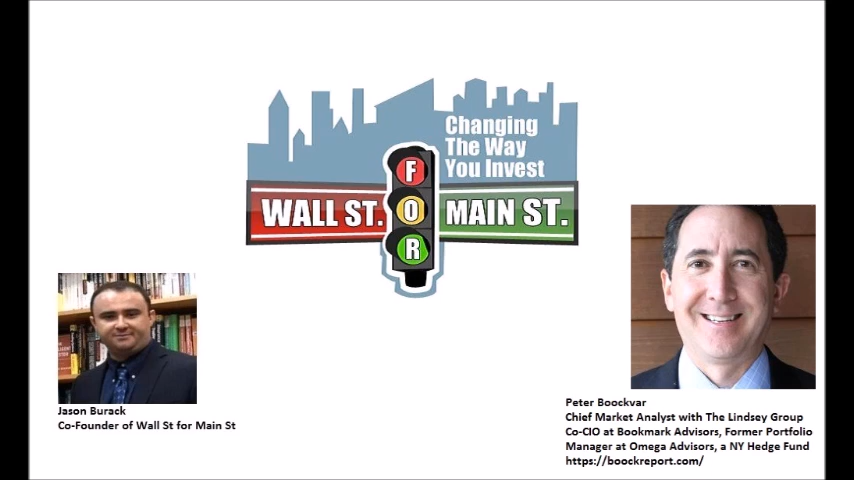 Changing
The Way
You Invest
WALL ST. FOR MAIN ST.
Jason Burack
Co-Founder of Wall St for Main St
Peter Boockvar
Chief Market Analyst with The Lindsey Group
Co-CIO at Bookmark Advisors, Former Portfolio
Manager at Omega Advisors, a NY Hedge Fund
https://boockreport.com/